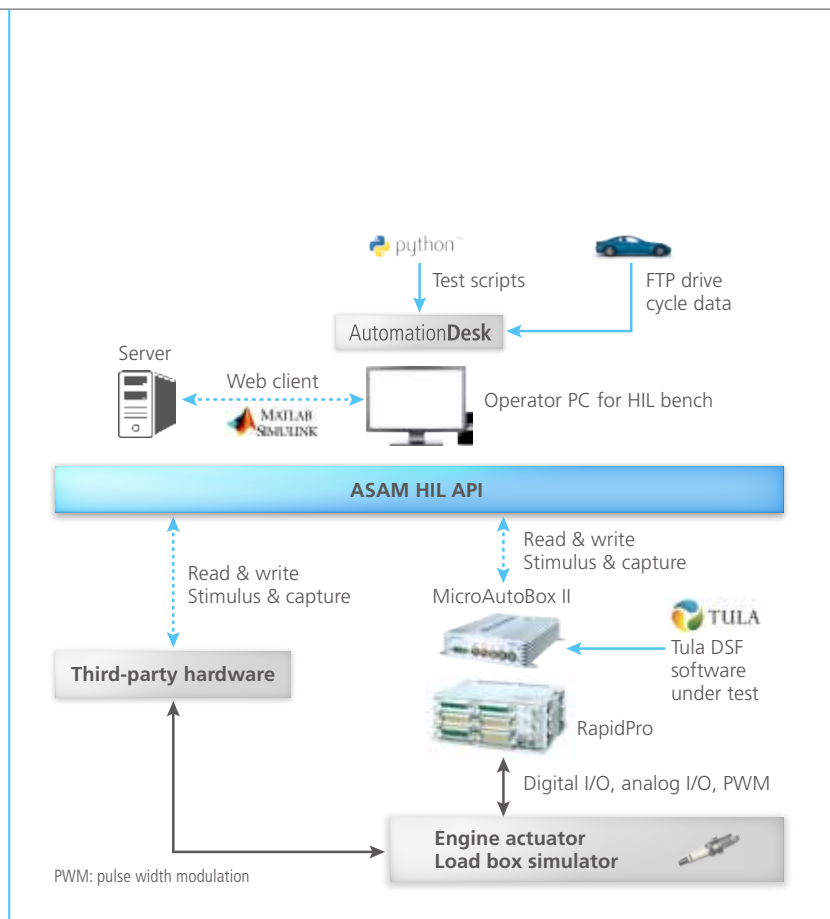 python™
Test scripts
FTP drive
cycle data
AutomationDesk
Server
Web client
MATLAB
SIMULINK
Operator PC for HIL bench
ASAM HIL API
Read & write
Stimulus & capture
Read & write
Stimulus & capture
MicroAutoBox II
TULA
Tula DSF
software
under test
Third-party hardware
RapidPro
Digital I/O, analog I/O, PWM
Engine actuator
Load box simulator
PWM: pulse width modulation